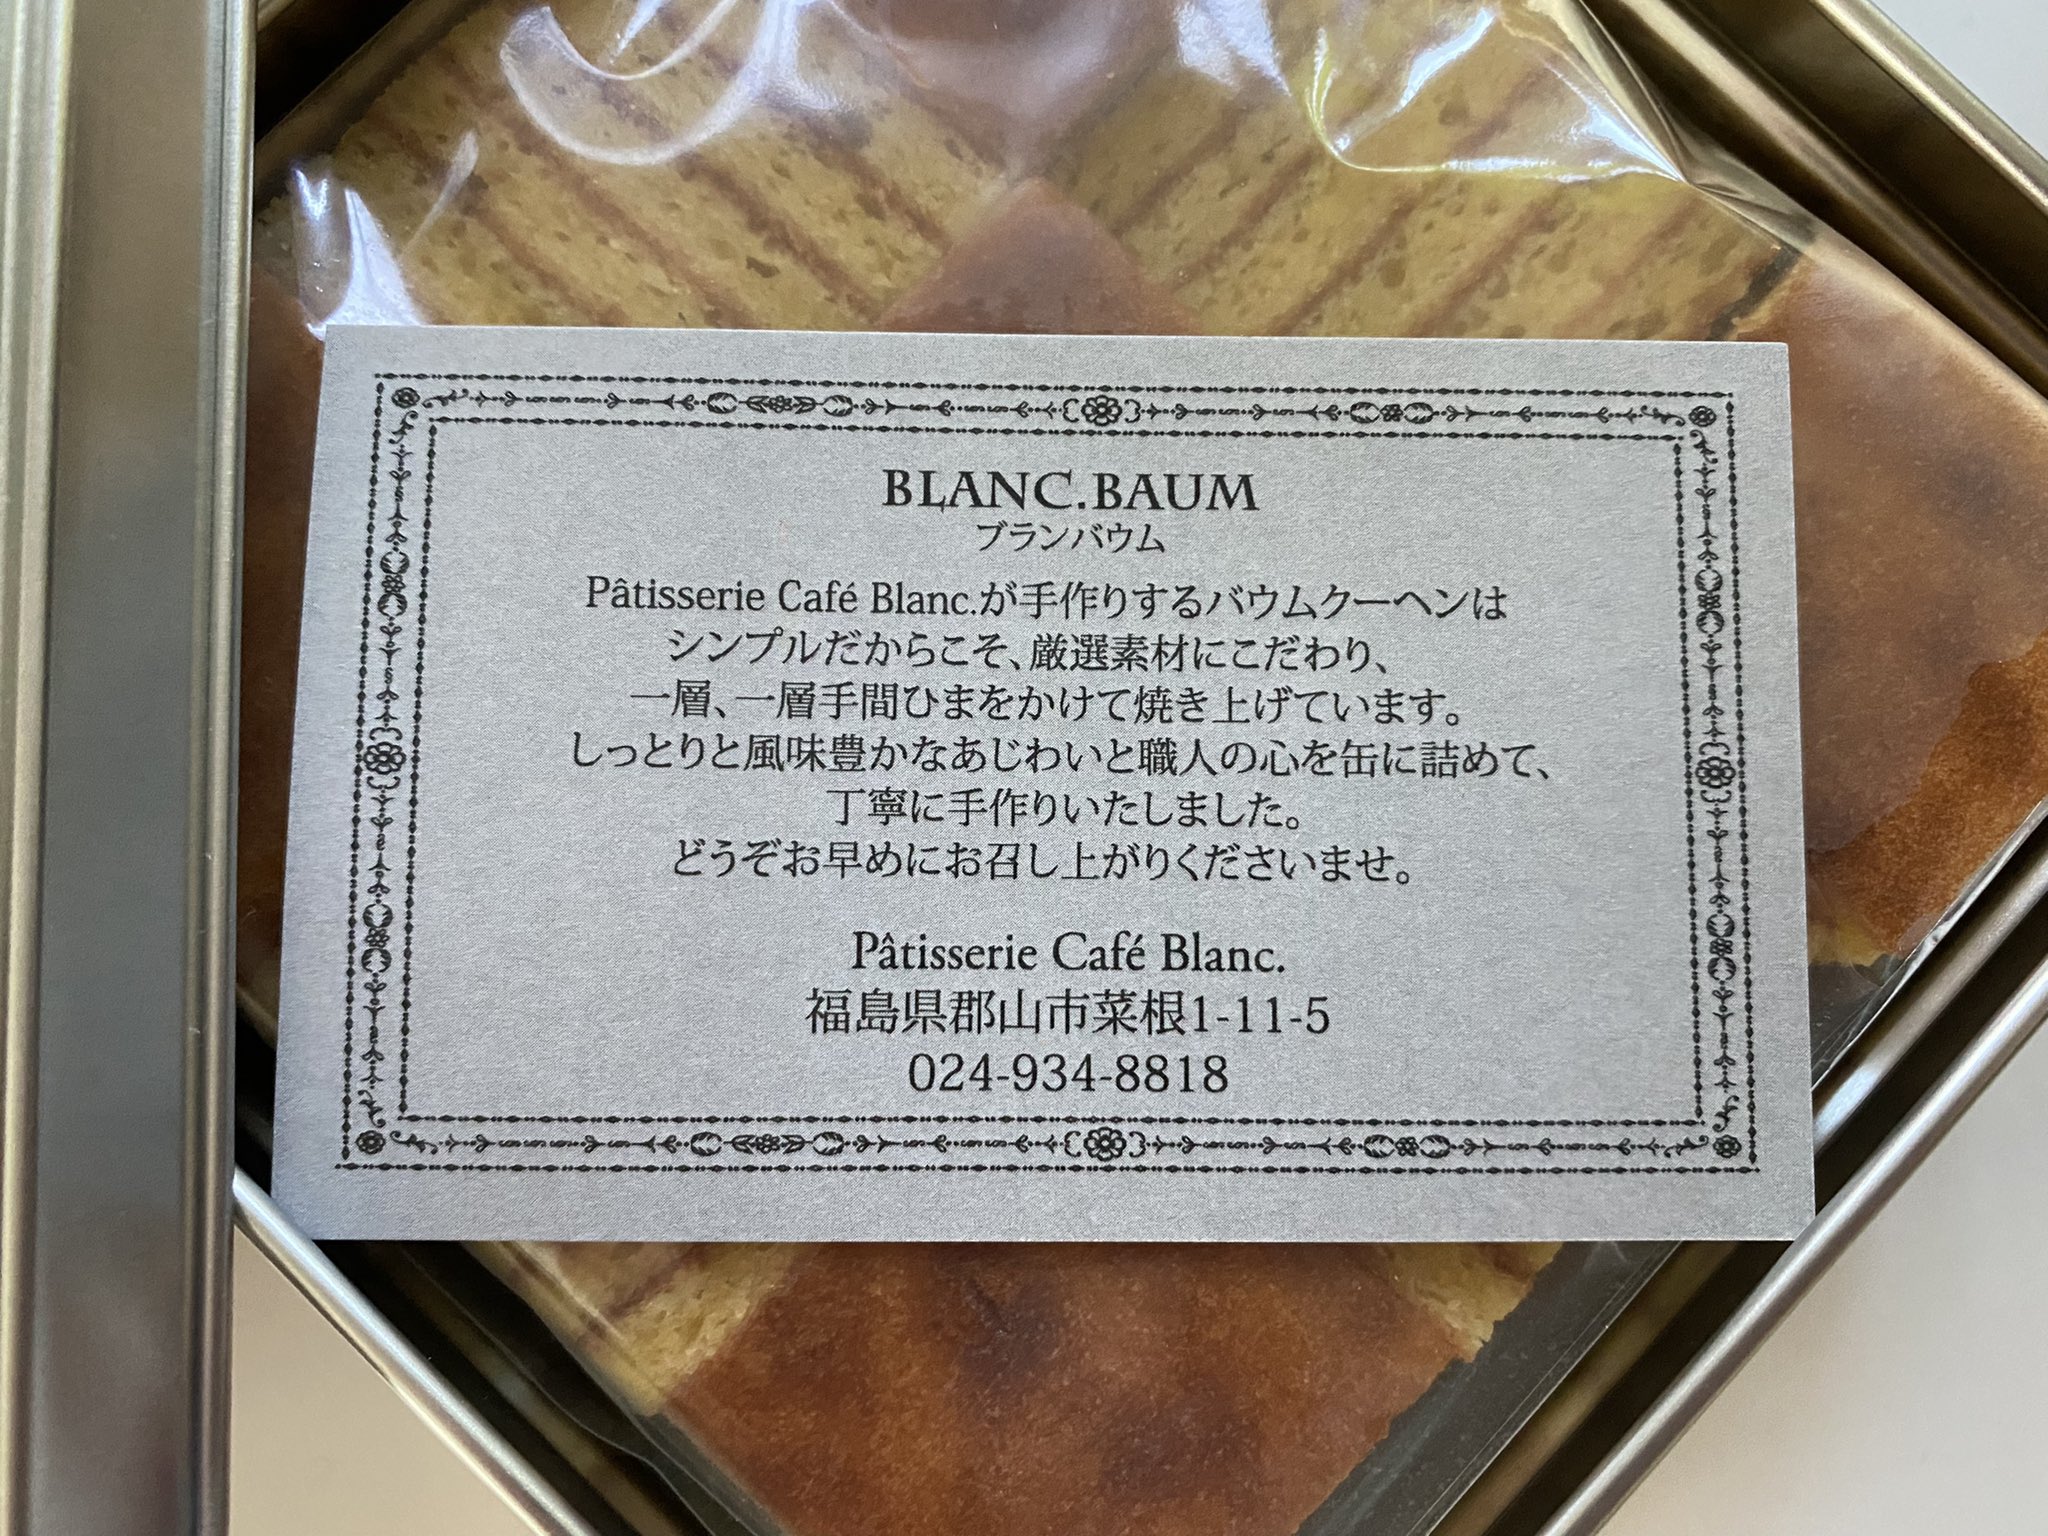 BLANC.BAUM
ブランバウム
Pâtisserie Café Blanc.が手作りするバウムクーヘンは
シンプルだからこそ、厳選素材にこだわり、
一層、一層手間ひまをかけて焼き上げています。
しっとりと風味豊かなあじわいと職人の心を缶に詰めて、
丁寧に手作りいたしました。
どうぞお早めにお召し上がりくださいませ。
Pâtisserie Café Blanc.
福島県郡山市菜根1-11-5
024-934-8818